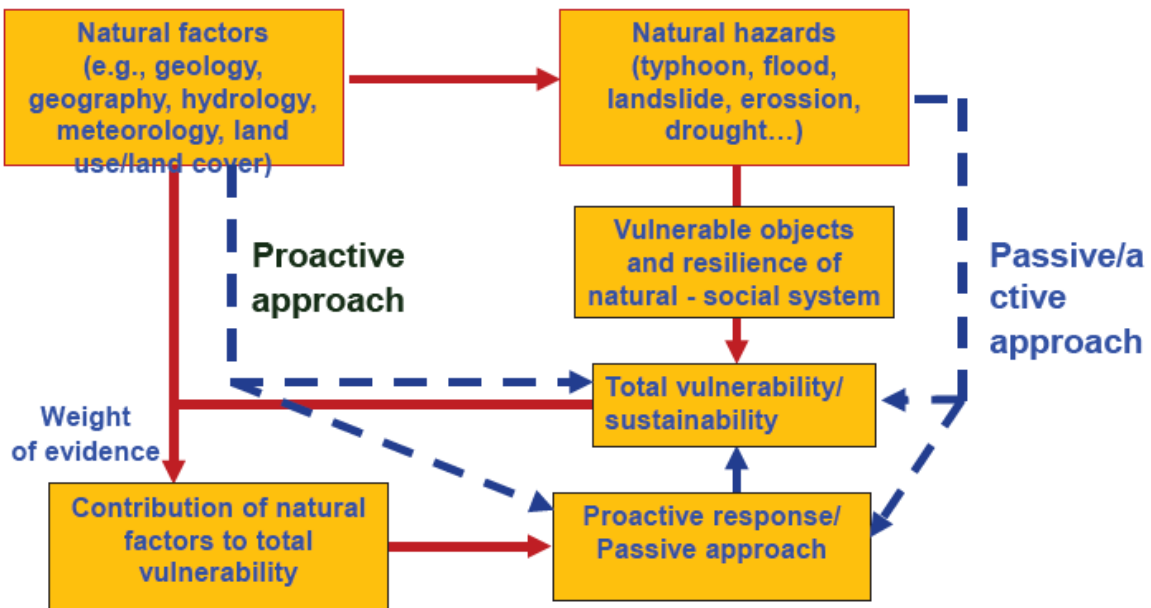 Natural factors
(e.g., geology,
geography, hydrology,
meteorology, land
use/land cover)
Natural hazards
(typhoon, flood,
landslide, erossion,
drought…)
Vulnerable objects
and resilience of
natural - social system
Proactive
approach
Passive/a
ctive
approach
Total vulnerability/
sustainability
Weight
of evidence
Contribution of natural
factors to total
vulnerability
Proactive response/
Passive approach